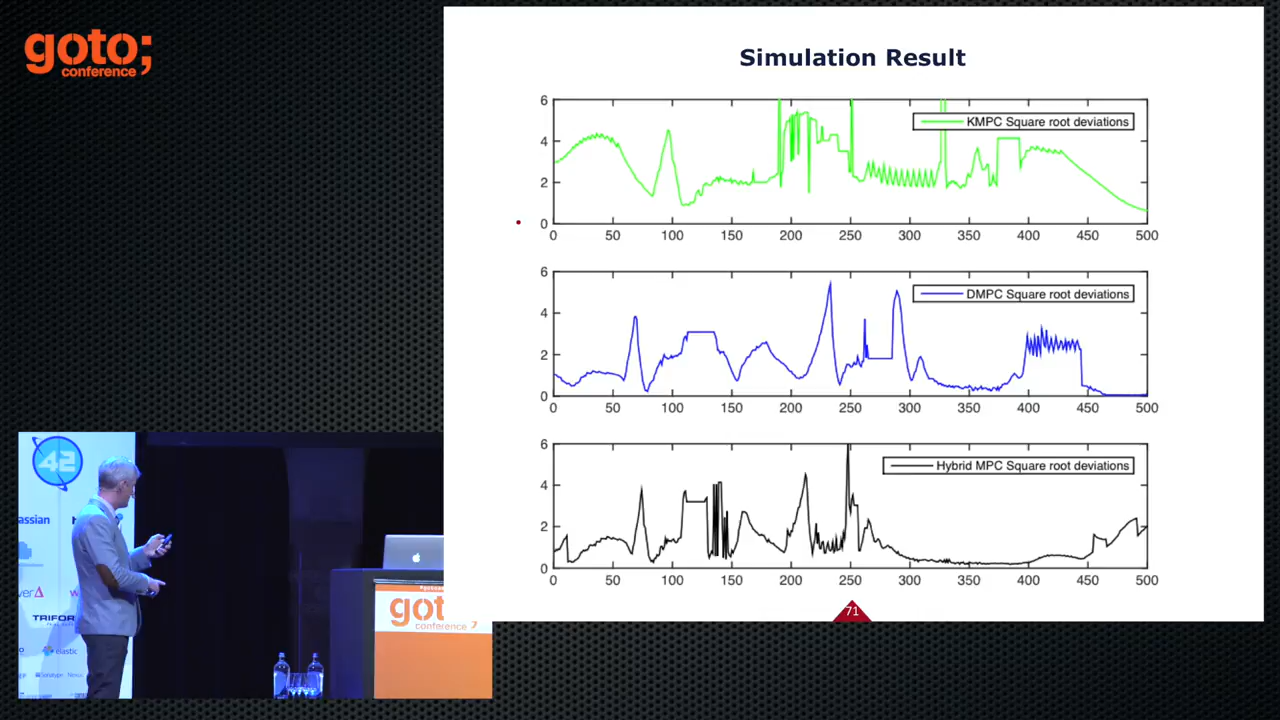 goto;
conference
Simulation Result
6
4
2
0
KMPC Square root deviations
0 50 100 150 200 250 300 350 400 450 500
6
4
2
0
DMPC Square root deviations
0 50 100 150 200 250 300 350 400 450 500
6
4
2
0
Hybrid MPC Square root deviations
0 50 100 150 200 250 300 350 400 450 500
71
42
assian
TRIFOR
elastic
goto
conference